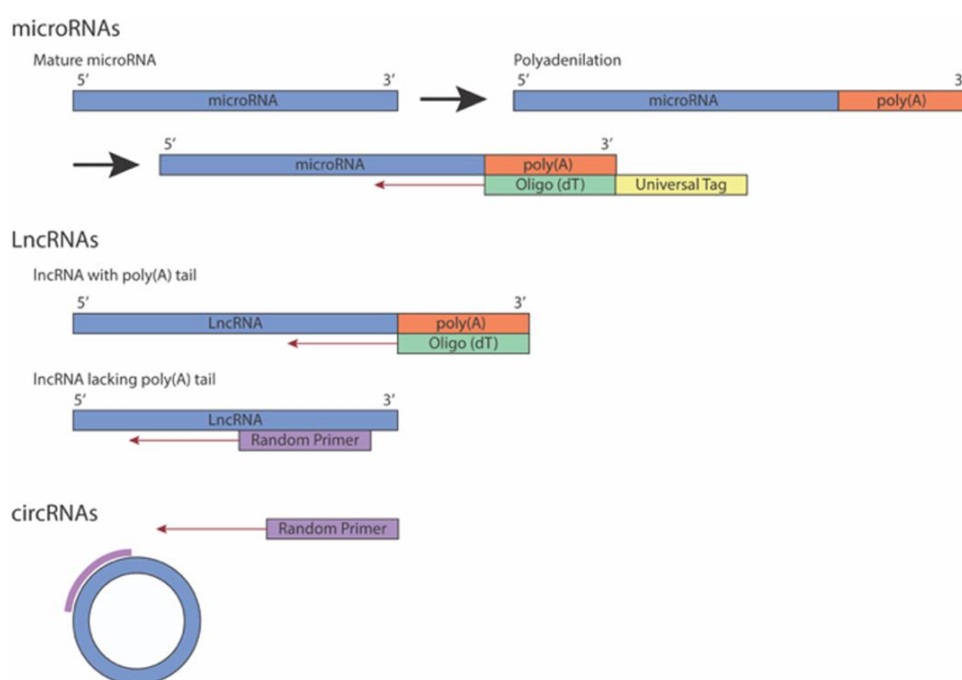 microRNAs
Mature microRNA
5’ 3’
microRNA
Polyadenilation
5’ 3
microRNA poly(A)
5’ 3’
microRNA poly(A)
Oligo (dT) Universal Tag
LncRNAs
lncRNA with poly(A) tail
5’ 3’
LncRNA poly(A)
Oligo (dT)
lncRNA lacking poly(A) tail
5’ 3’
LncRNA
Random Primer
circRNAs
Random Primer